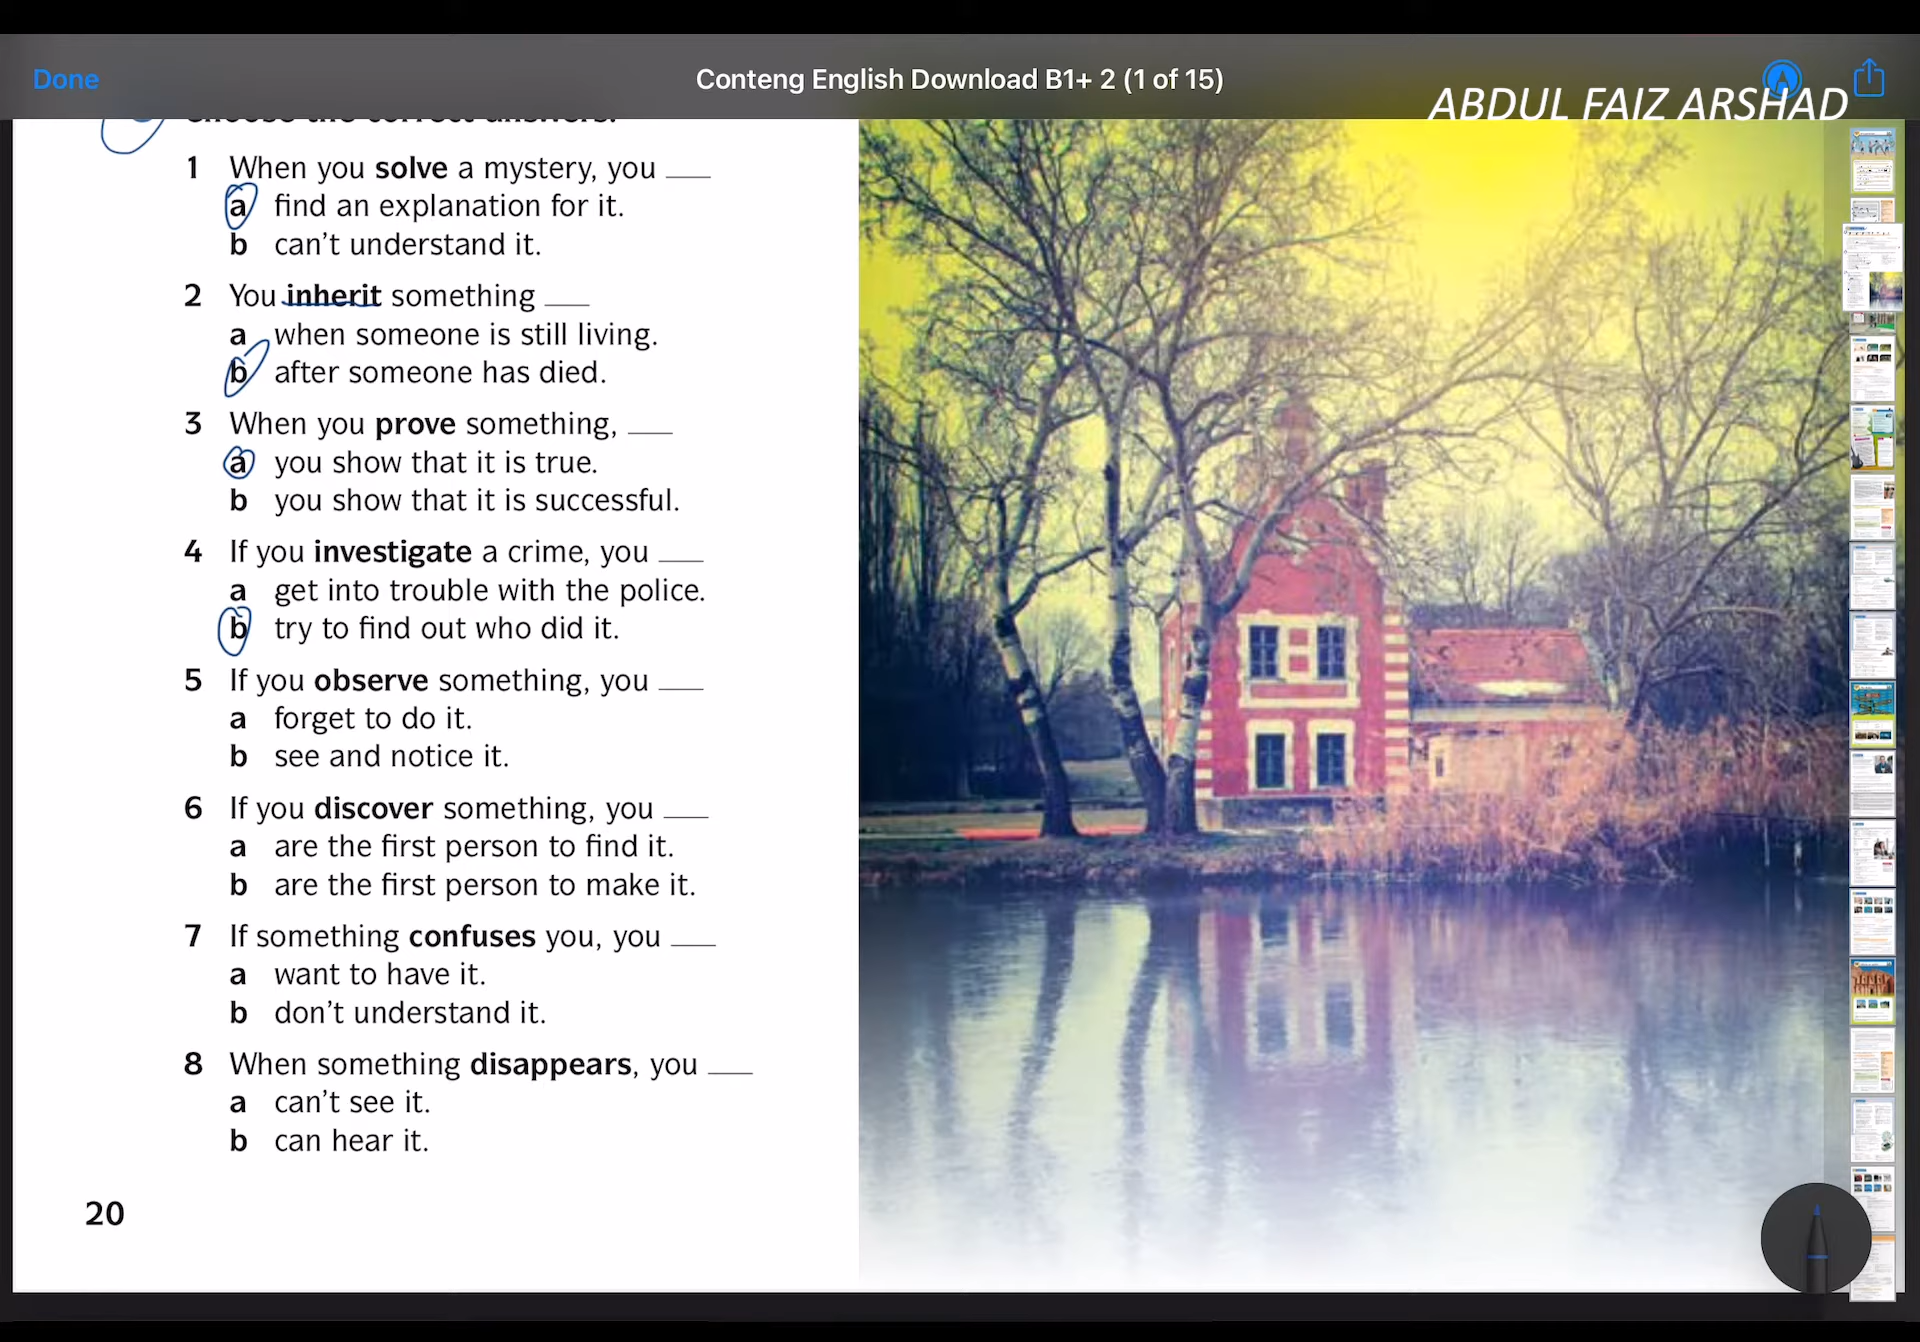 Done
Conteng English Download B1+ 2 (1 of 15)
ABDUL FAIZ ARSHAD
Choose the correct answers.
1 When you solve a mystery, you ___
a find an explanation for it.
b can't understand it.
2 You inherit something ___
a when someone is still living.
b after someone has died.
3 When you prove something, ___
a you show that it is true.
b you show that it is successful.
4 If you investigate a crime, you ___
a get into trouble with the police.
b try to find out who did it.
5 If you observe something, you ___
a forget to do it.
b see and notice it.
6 If you discover something, you ___
a are the first person to find it.
b are the first person to make it.
7 If something confuses you, you ___
a want to have it.
b don't understand it.
8 When something disappears, you ___
a can't see it.
b can hear it.
20